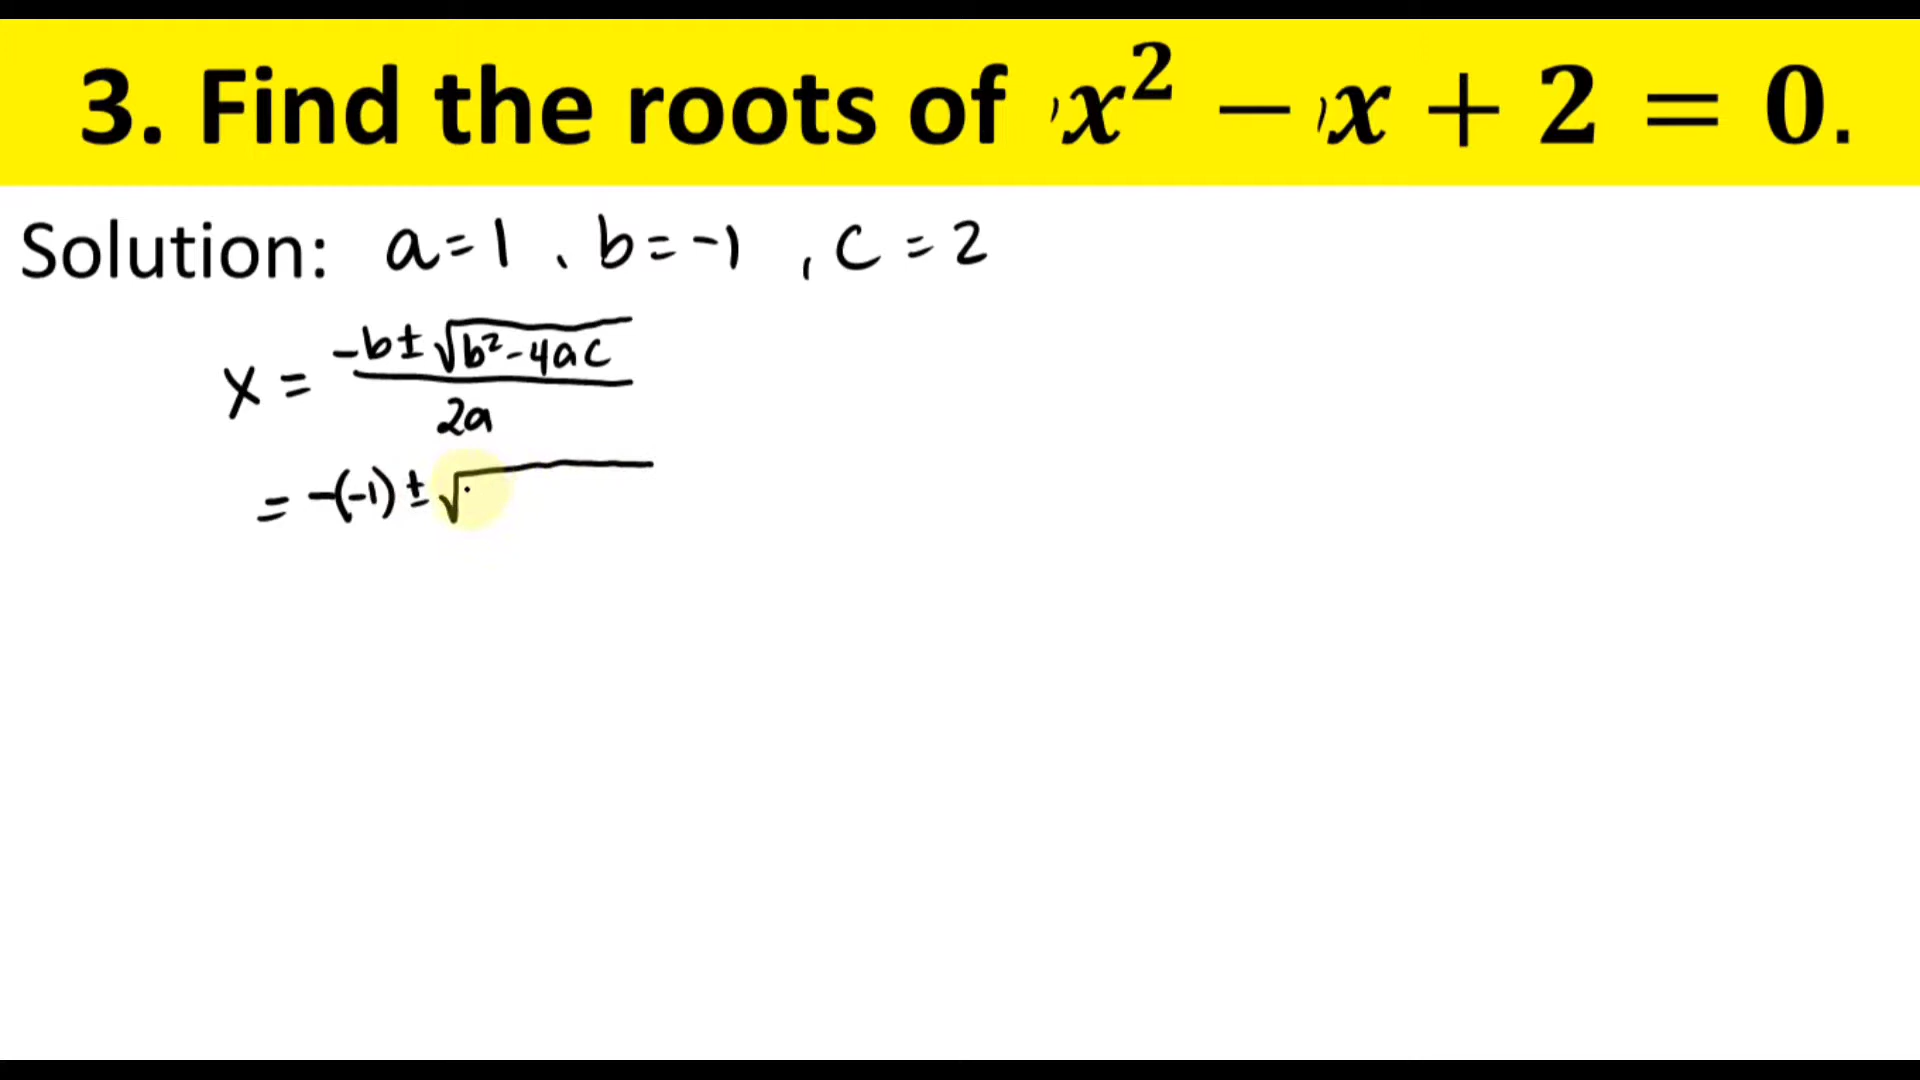 3. Find the roots of x² − x + 2 = 0.
Solution: a = 1, b = -1, c = 2
x = (-b ± √(b² - 4ac)) / 2a
= -(-1) ± √